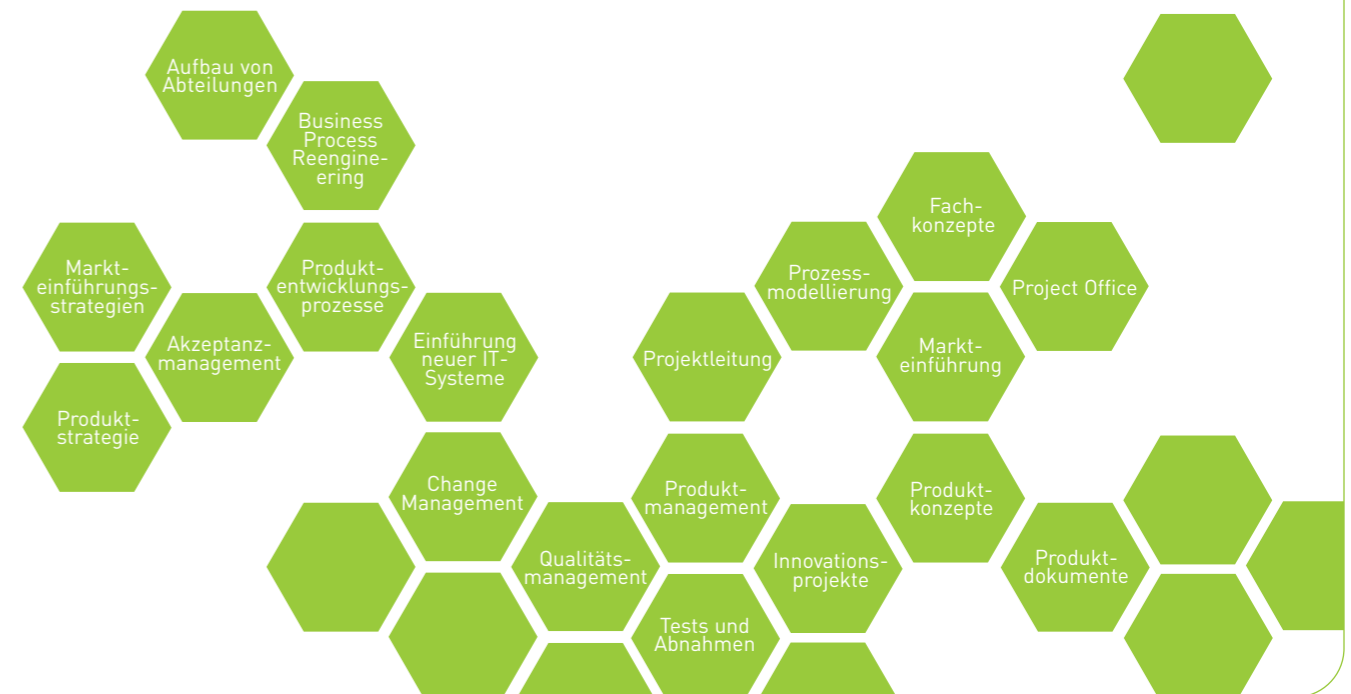 Aufbau von
Abteilungen
Business
Process
Reengine-
ering
Fach-
konzepte
Markt-
einführungs-
strategien
Produkt-
entwicklungs-
prozesse
Prozess-
modellierung
Project Office
Akzeptanz-
management
Einführung
neuer IT-
Systeme
Projektleitung
Markt-
einführung
Produkt-
strategie
Change
Management
Produkt-
management
Produkt-
konzepte
Qualitäts-
management
Innovations-
projekte
Produkt-
dokumente
Tests und
Abnahmen